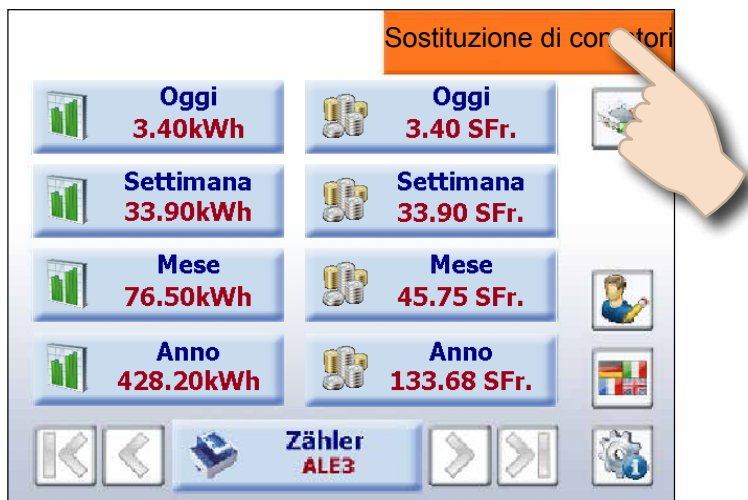 Sostituzione di
Oggi
3.40kWh
Oggi
3.40 SFr.
Settimana
33.90kWh
Settimana
33.90 SFr.
Mese
76.50kWh
Mese
45.75 SFr.
Anno
428.20kWh
Anno
133.68 SFr.
Zähler
ALE3